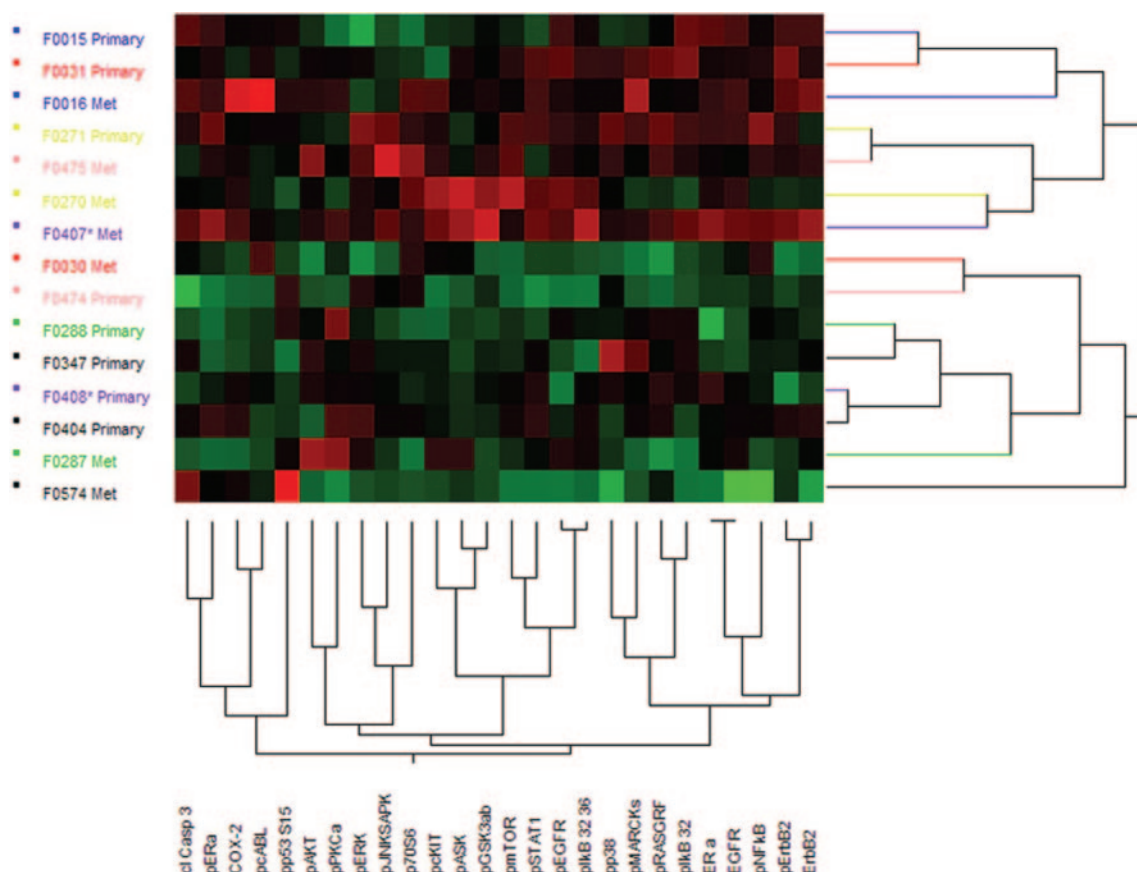 F0015 Primary
F0031 Primary
F0016 Met
F0271 Primary
F0475 Met
F0270 Met
F0407* Met
F0030 Met
F0474 Primary
F0288 Primary
F0347 Primary
F0408* Primary
F0404 Primary
F0287 Met
F0574 Met
cl Casp 3
pERa
COX-2
pcABL
pp53 S15
pAKT
pPKCa
pERK
pJNKSAPK
p70S6
pcKIT
pASK
pGSK3ab
pmTOR
pSTAT1
pEGFR
pIkB 32 36
pp38
pMARCKs
pRASGRF
pIkB 32
ER a
EGFR
pNFkB
pErbB2
ErbB2